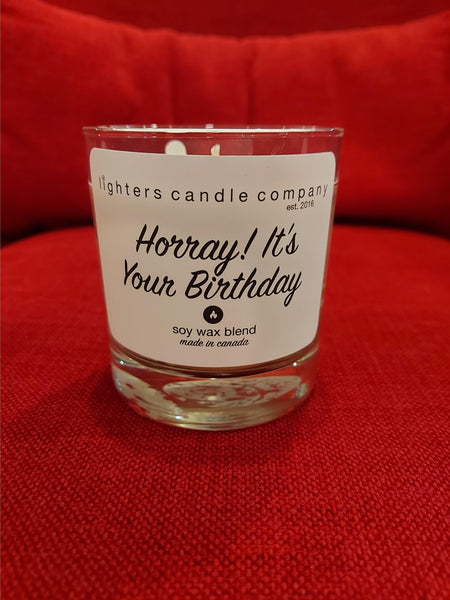 lighters candle company
est. 2016
Horray! It's
Your Birthday
soy wax blend
made in canada